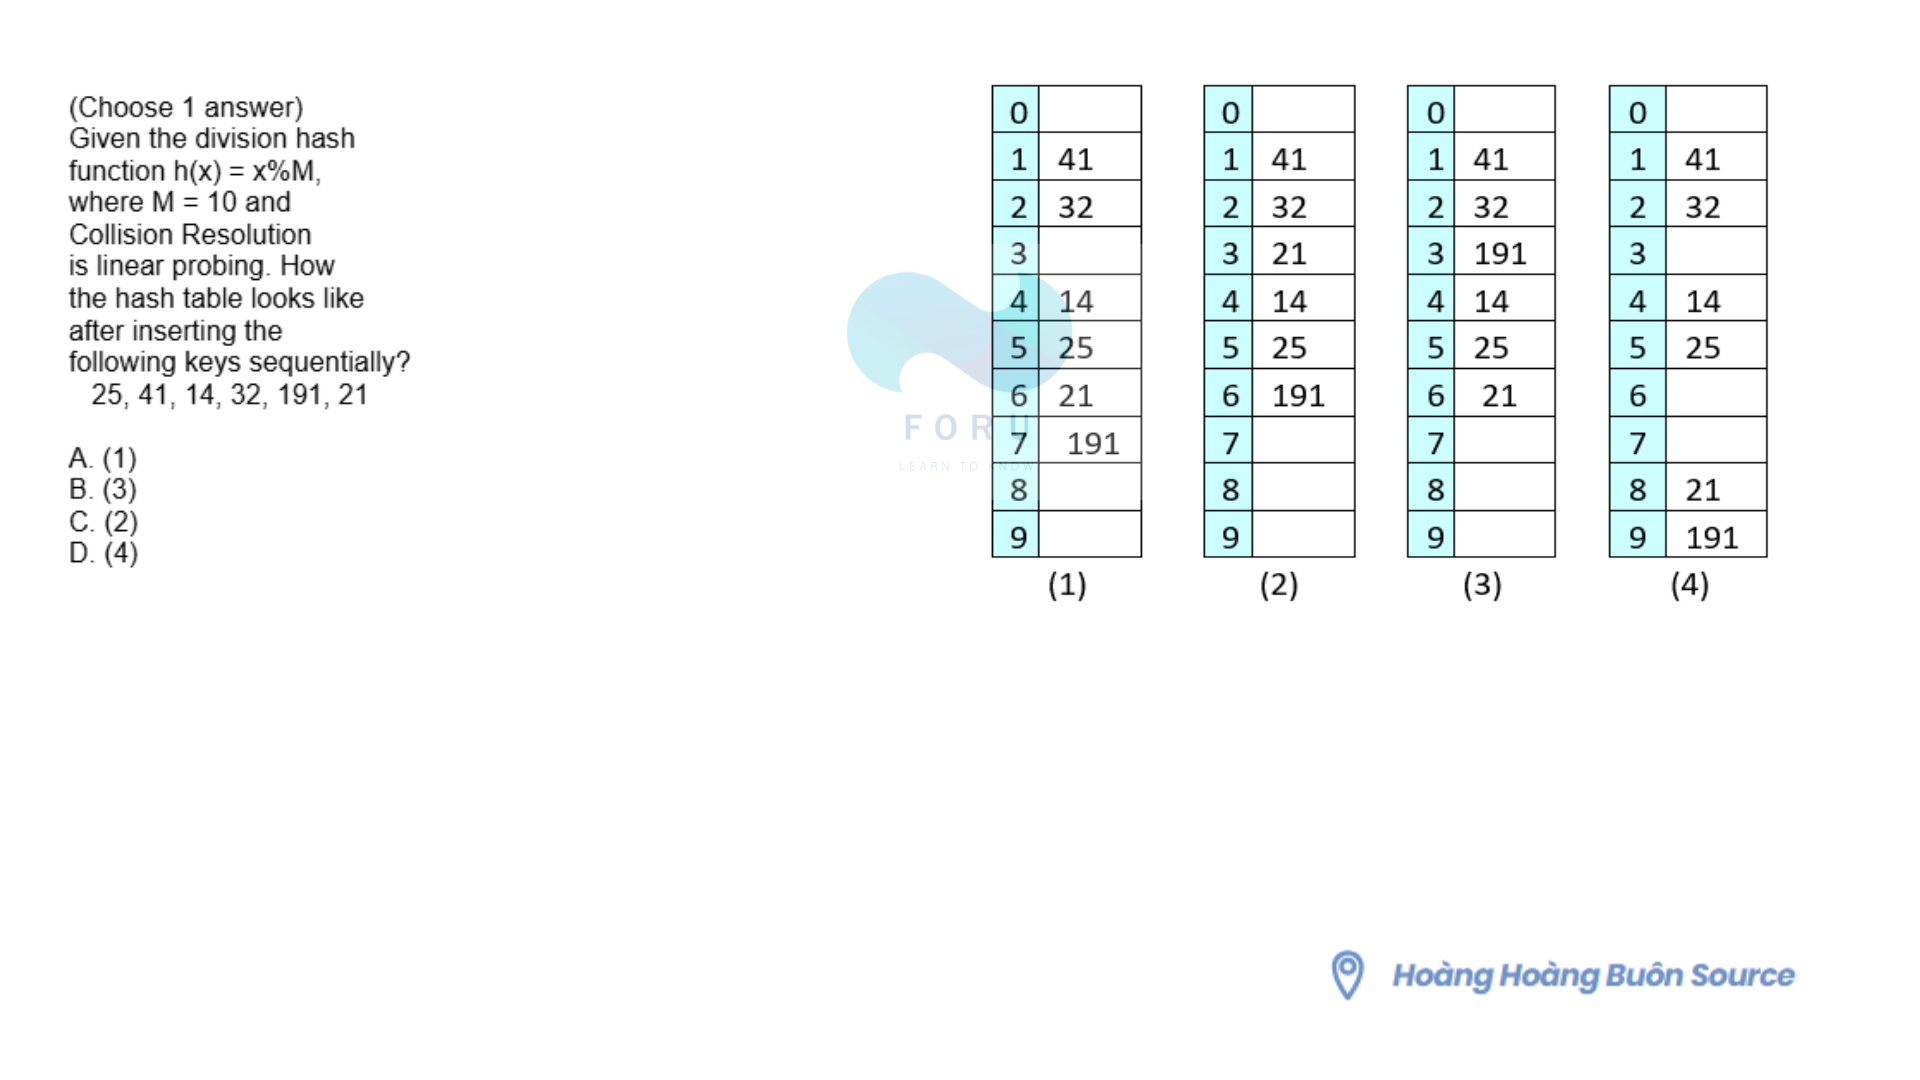 (Choose 1 answer)
Given the division hash
function h(x) = x%M,
where M = 10 and
Collision Resolution
is linear probing. How
the hash table looks like
after inserting the
following keys sequentially?
25, 41, 14, 32, 191, 21
A. (1)
B. (3)
C. (2)
D. (4)
0
1 41
2 32
3
4 14
5 25
6 21
7 191
8
9
(1)
0
1 41
2 32
3 21
4 14
5 25
6 191
7
8
9
(2)
0
1 41
2 32
3 191
4 14
5 25
6 21
7
8
9
(3)
0
1 41
2 32
3
4 14
5 25
6
7
8 21
9 191
(4)
FORU
LEARN TO KNOW
Hoàng Hoàng Buôn Source